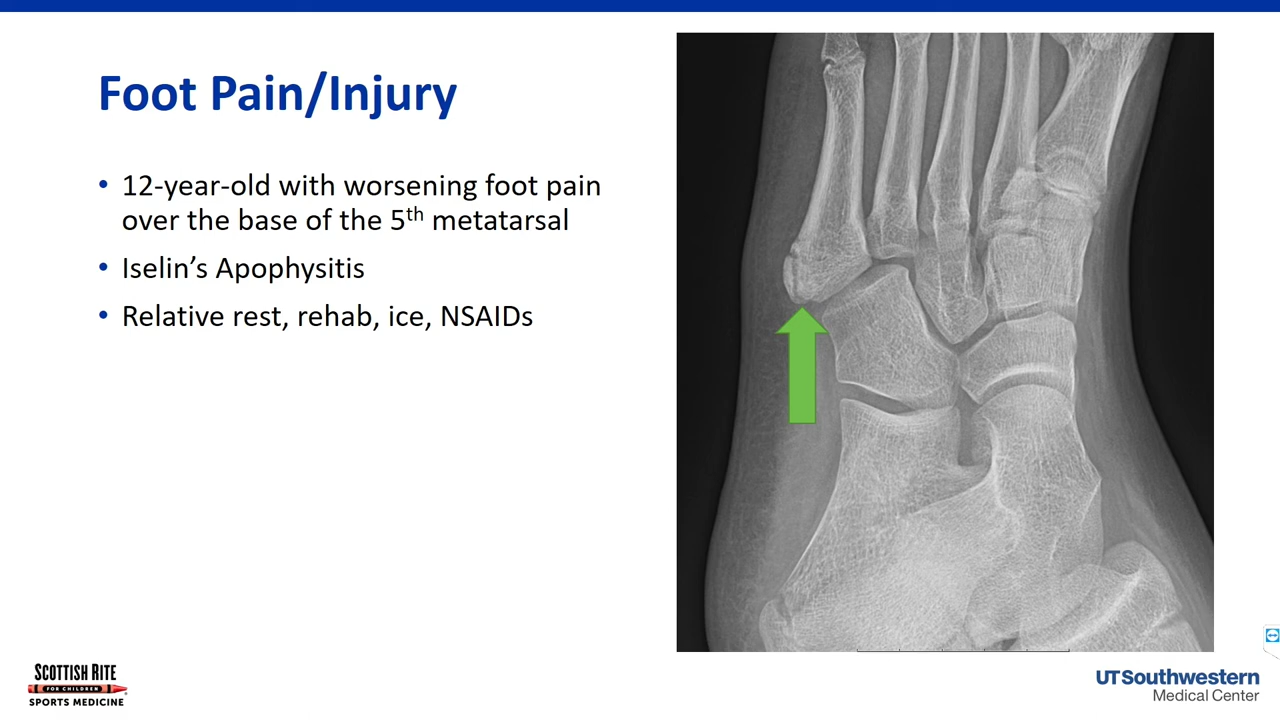 Foot Pain/Injury
• 12-year-old with worsening foot pain
over the base of the 5th metatarsal
• Iselin’s Apophysitis
• Relative rest, rehab, ice, NSAIDs
SCOTTISH RITE
FOR CHILDREN
SPORTS MEDICINE
UTSouthwestern
Medical Center